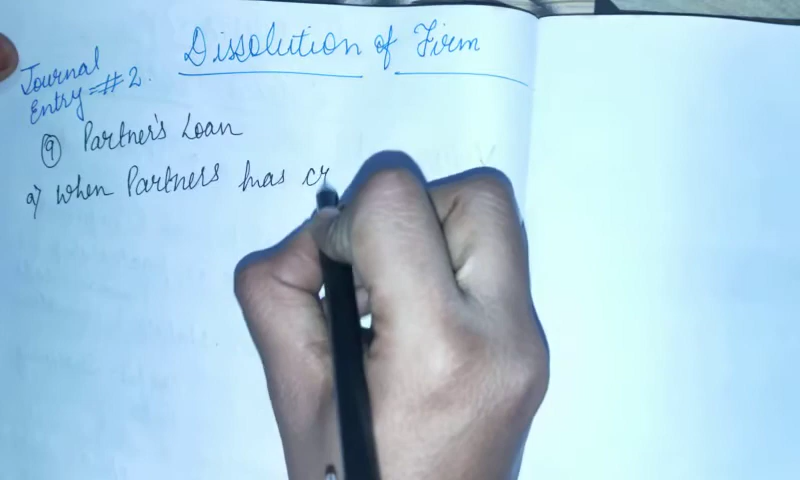 Dissolution of Firm
Journal
Entry=#2.
⑨ Partner's Loan
a) when Partners has cr